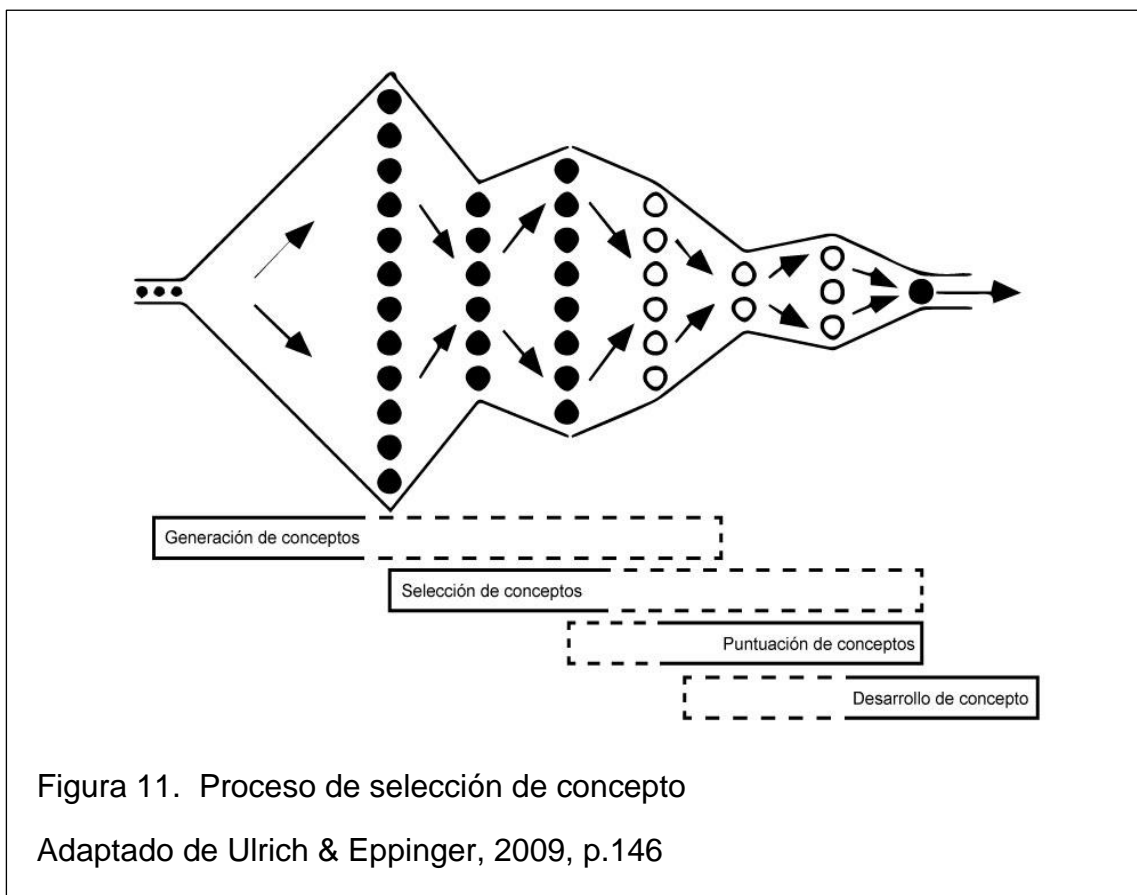 Generación de conceptos
Selección de conceptos
Puntuación de conceptos
Desarrollo de concepto
Figura 11. Proceso de selección de concepto
Adaptado de Ulrich & Eppinger, 2009, p.146